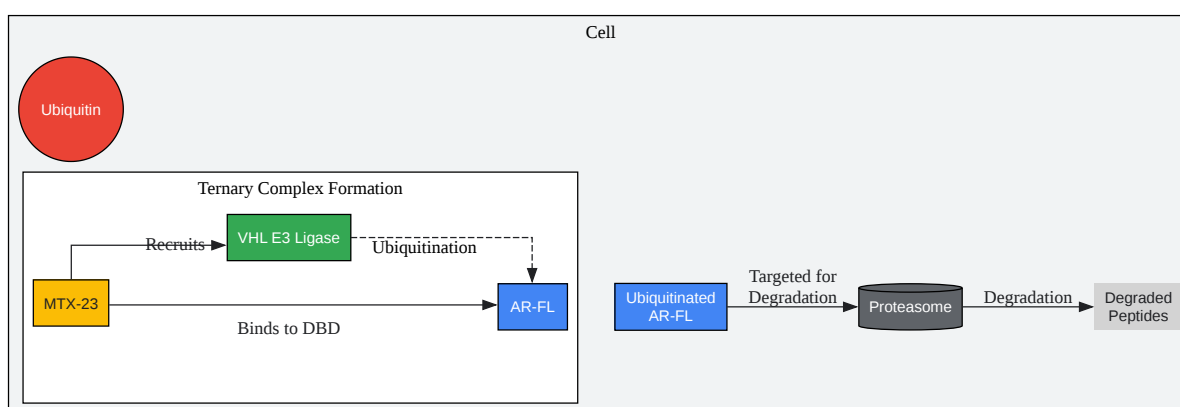 Cell
Ubiquitin
Ternary Complex Formation
Recruits
VHL E3 Ligase
Ubiquitination
MTX-23
Binds to DBD
AR-FL
Ubiquitinated
AR-FL
Targeted for
Degradation
Proteasome
Degradation
Degraded
Peptides